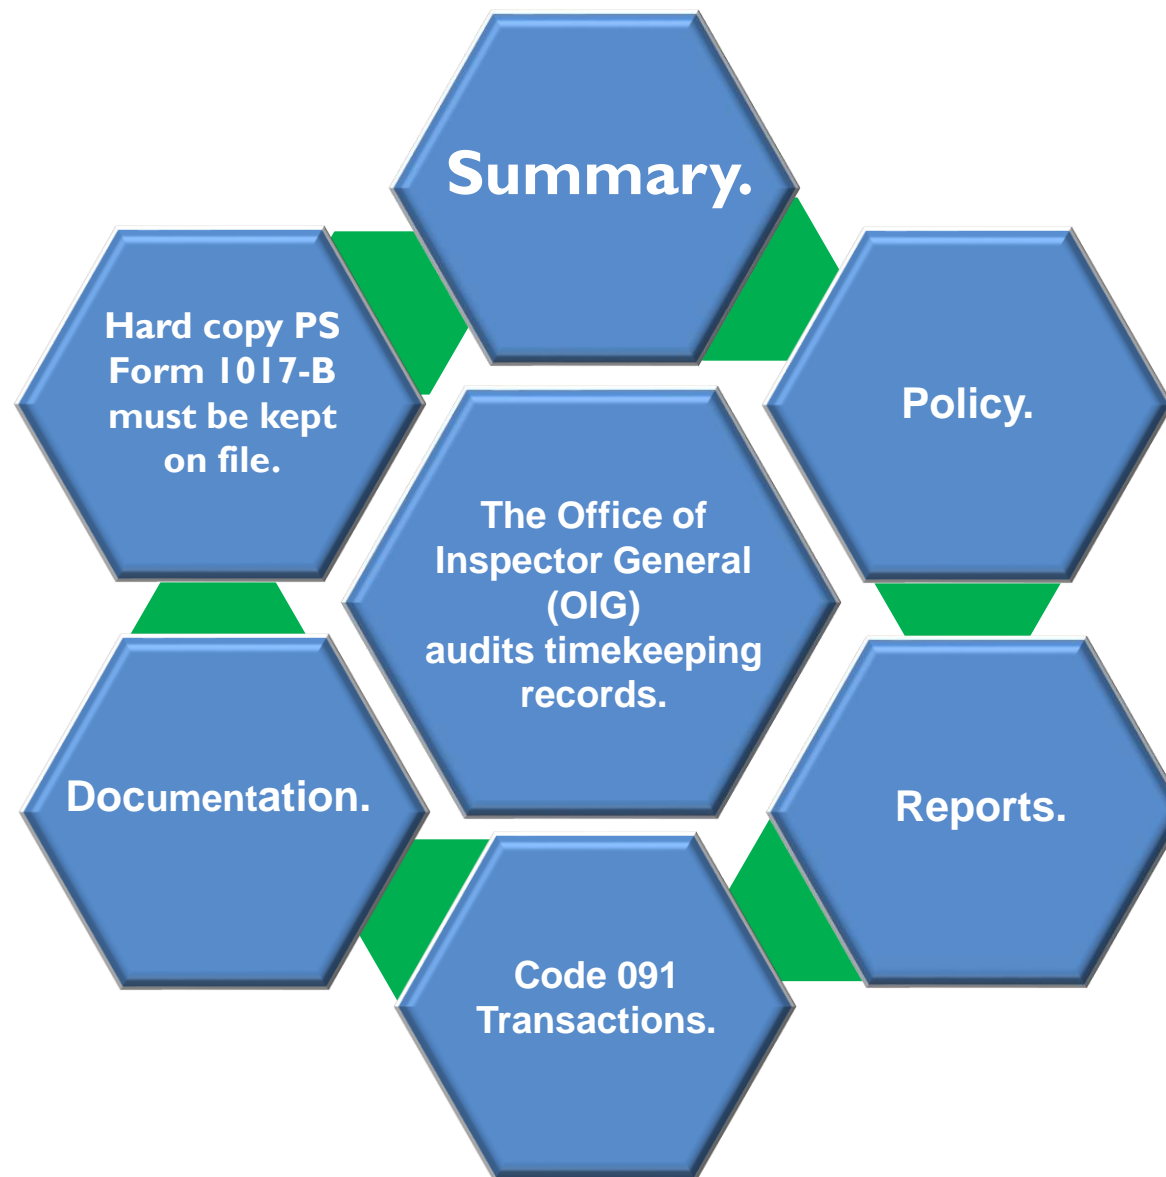 Summary.
Hard copy PS
Form 1017-B
must be kept
on file.
Policy.
The Office of
Inspector General
(OIG)
audits timekeeping
records.
Documentation.
Reports.
Code 091
Transactions.